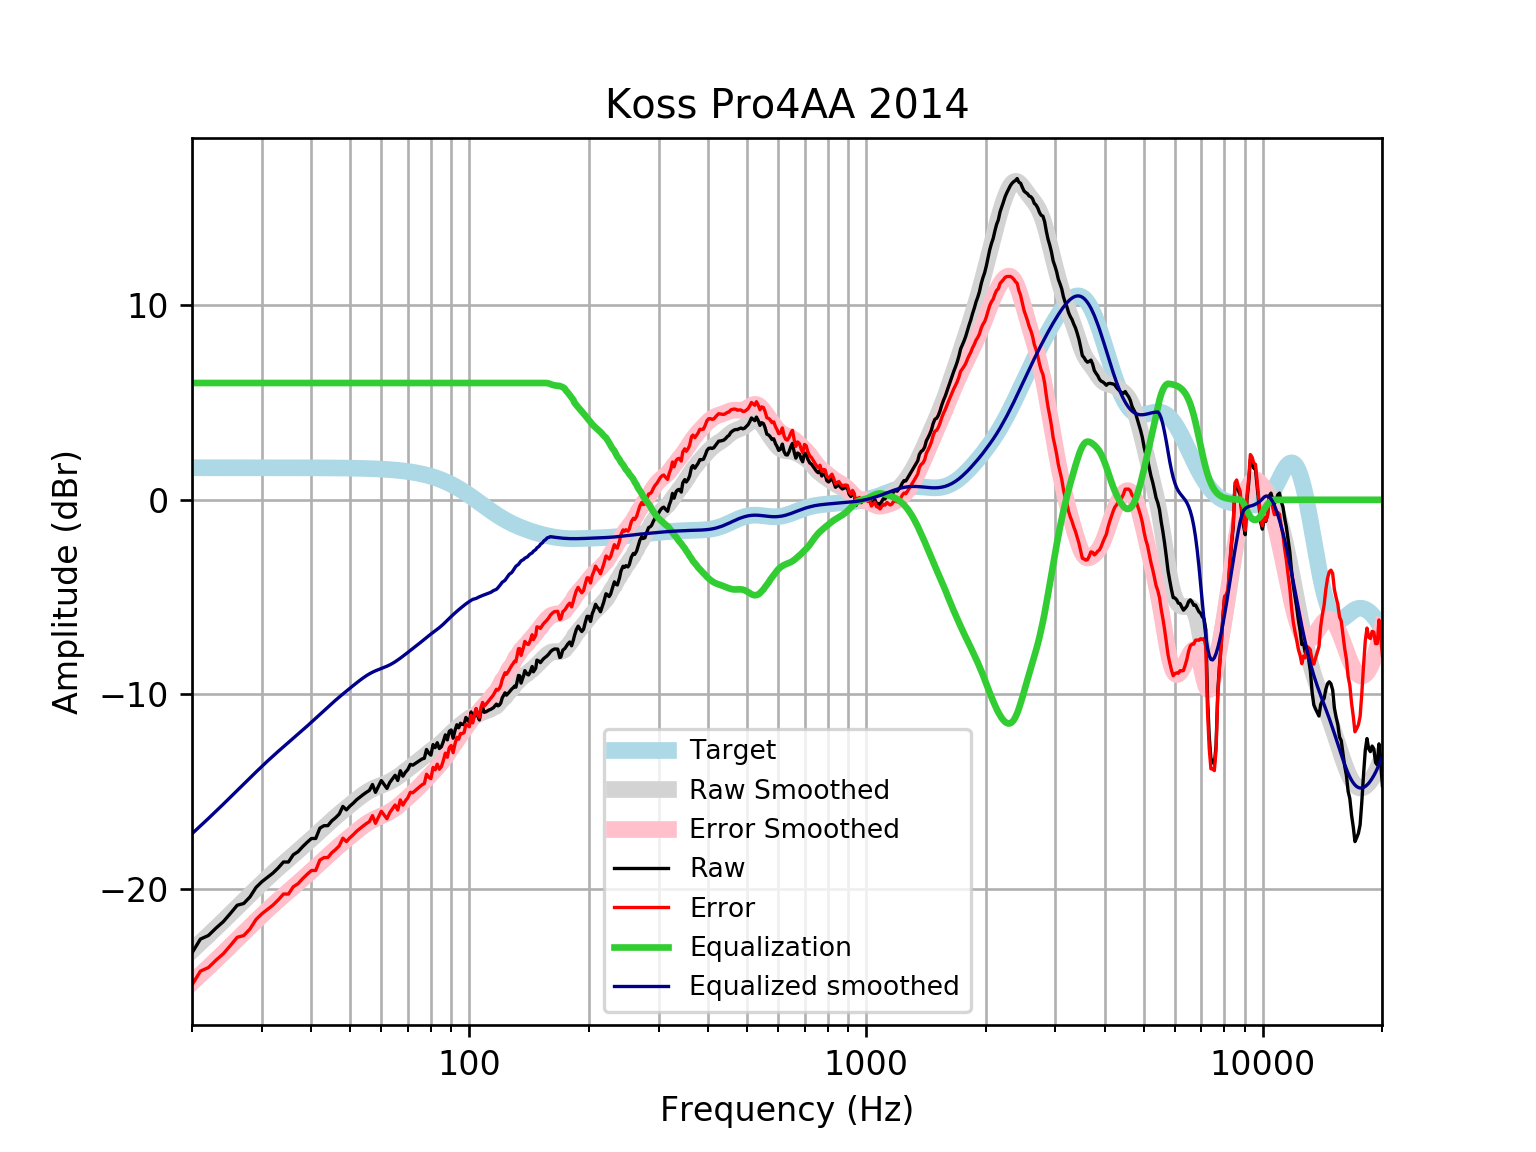 Koss Pro4AA 2014
Amplitude (dBr)
10
0
−10
−20
Target
Raw Smoothed
Error Smoothed
Raw
Error
Equalization
Equalized smoothed
100
1000
10000
Frequency (Hz)